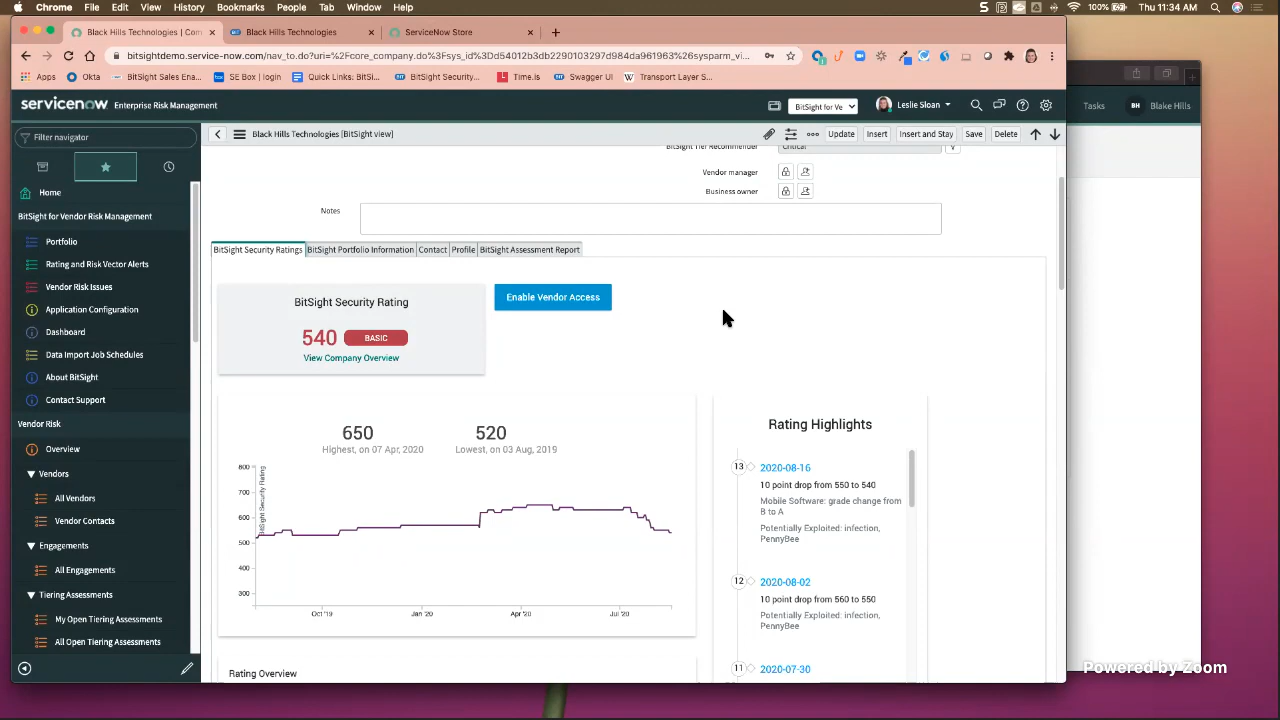 Chrome File Edit View History Bookmarks People Tab Window Help 100% Thu 11:34 AM
Black Hills Technologies | Com Black Hills Technologies ServiceNow Store
bitsightdemo.service-now.com/nav_to.do?uri=%2Fcore_company.do%3Fsys_id%3Dd54012b3db2290103d97d984da961963%26sysparm_vi...
Apps Okta BitSight Sales Ena... SE Box | login Quick Links: BitSi... BitSight Security... Time.is Swagger UI Transport Layer S...
servicenow Enterprise Risk Management BitSight for Ve Leslie Sloan Tasks BH Blake Hills
Filter navigator
Black Hills Technologies [BitSight view] Update Insert Insert and Stay Save Delete
BitSight Tier Recommender Critical
Vendor manager
Business owner
Notes
Home
BitSight for Vendor Risk Management
Portfolio
Rating and Risk Vector Alerts
Vendor Risk Issues
Application Configuration
Dashboard
Data Import Job Schedules
About BitSight
Contact Support
Vendor Risk
Overview
Vendors
All Vendors
Vendor Contacts
Engagements
All Engagements
Tiering Assessments
My Open Tiering Assessments
All Open Tiering Assessments
BitSight Security Ratings BitSight Portfolio Information Contact Profile BitSight Assessment Report
BitSight Security Rating
540 BASIC
View Company Overview
Enable Vendor Access
650 520
Highest, on 07 Apr, 2020 Lowest, on 03 Aug, 2019
BitSight Security Rating
800
700
600
500
400
300
Oct '19 Jan '20 Apr '20 Jul '20
Rating Overview
Rating Highlights
13 2020-08-16
10 point drop from 550 to 540
Mobile Software: grade change from
B to A
Potentially Exploited: infection,
PennyBee
12 2020-08-02
10 point drop from 560 to 550
Potentially Exploited: infection,
PennyBee
11 2020-07-30
Powered by Zoom